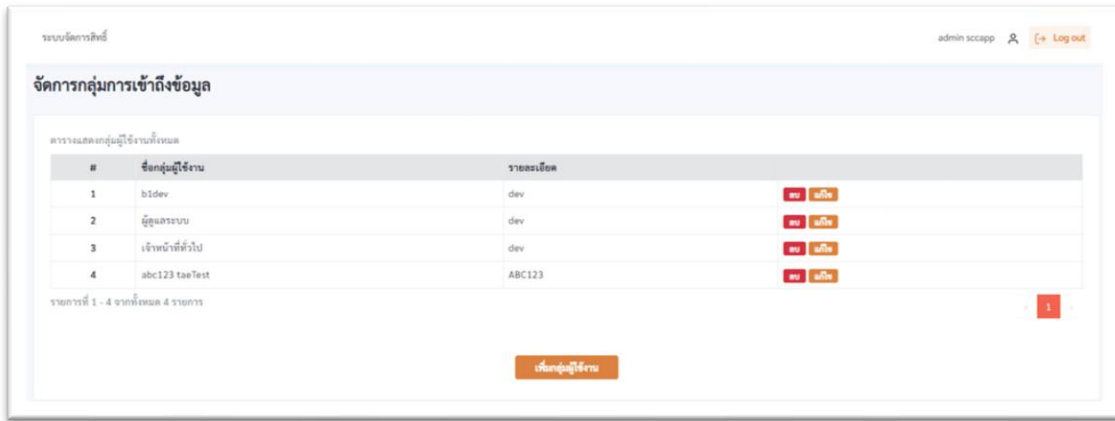 ระบบจัดการสิทธิ์
admin sccapp Log out
จัดการกลุ่มการเข้าถึงข้อมูล
ตารางแสดงกลุ่มผู้ใช้งานทั้งหมด
# ชื่อกลุ่มผู้ใช้งาน รายละเอียด
1 b1dev dev ลบ แก้ไข
2 ผู้ดูแลระบบ dev ลบ แก้ไข
3 เจ้าหน้าที่ทั่วไป dev ลบ แก้ไข
4 abc123 taeTest ABC123 ลบ แก้ไข
รายการที่ 1 - 4 จากทั้งหมด 4 รายการ
1
เพิ่มกลุ่มผู้ใช้งาน